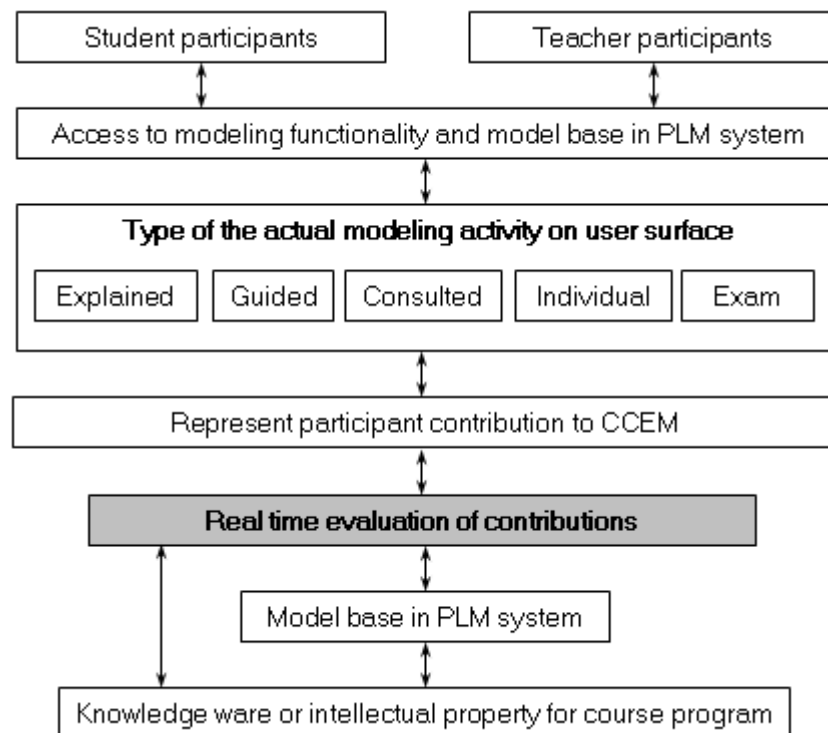 Student participants
Teacher participants
Access to modeling functionality and model base in PLM system
Type of the actual modeling activity on user surface
Explained
Guided
Consulted
Individual
Exam
Represent participant contribution to CCEM
Real time evaluation of contributions
Model base in PLM system
Knowledge ware or intellectual property for course program